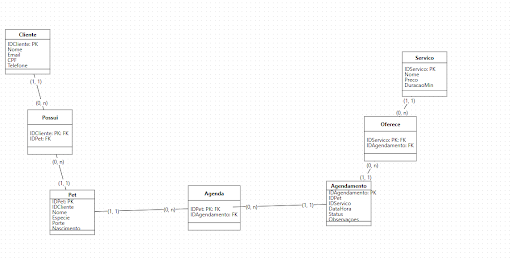 Cliente
IDCliente: PK
Nome
Email
CPF
Telefone
(1, 1)
(0, n)
Possui
IDCliente: PK: FK
IDPet: FK
(0, n)
(1, 1)
Pet
IDPet: PK
IDCliente
Nome
Especie
Porte
Nascimento
(1, 1)
(0, n)
Agenda
IDPet: PK: FK
IDAgendamento: FK
(0, n)
(1, 1)
Servico
IDServico: PK
Nome
Preco
DuracaoMin
(1, 1)
(0, n)
Oferece
IDServico: PK: FK
IDAgendamento: FK
(0, n)
(1, 1)
Agendamento
IDAgendamento: PK
IDPet
IDServico
DataHora
Status
Observaçoes